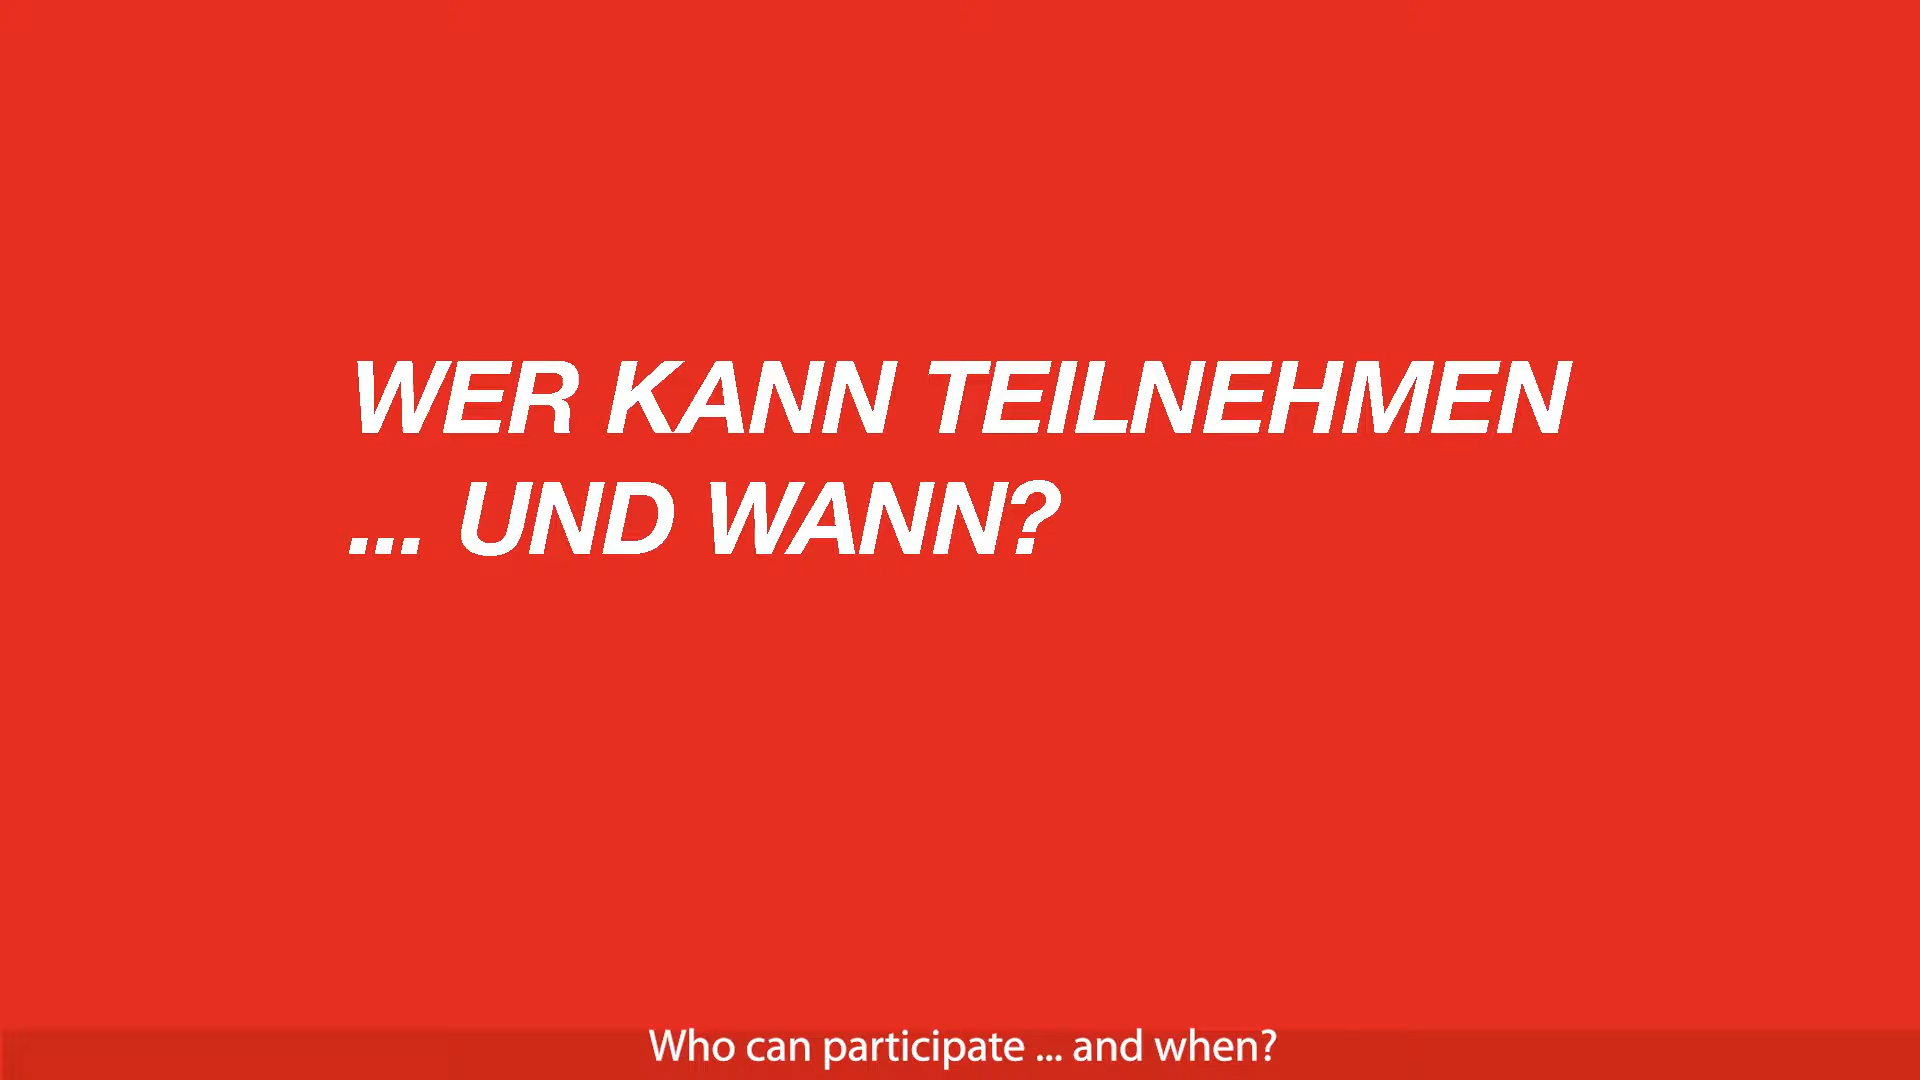 WER KANN TEILNEHMEN
... UND WANN?
Who can participate ... and when?